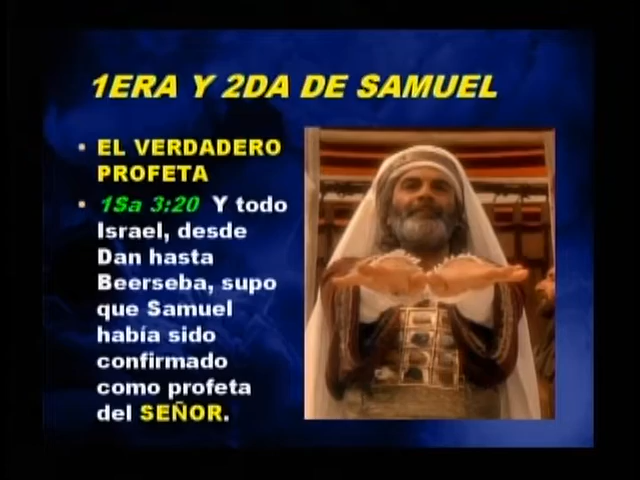 1ERA Y 2DA DE SAMUEL
• EL VERDADERO
PROFETA
• 1Sa 3:20 Y todo
Israel, desde
Dan hasta
Beerseba, supo
que Samuel
había sido
confirmado
como profeta
del SEÑOR.